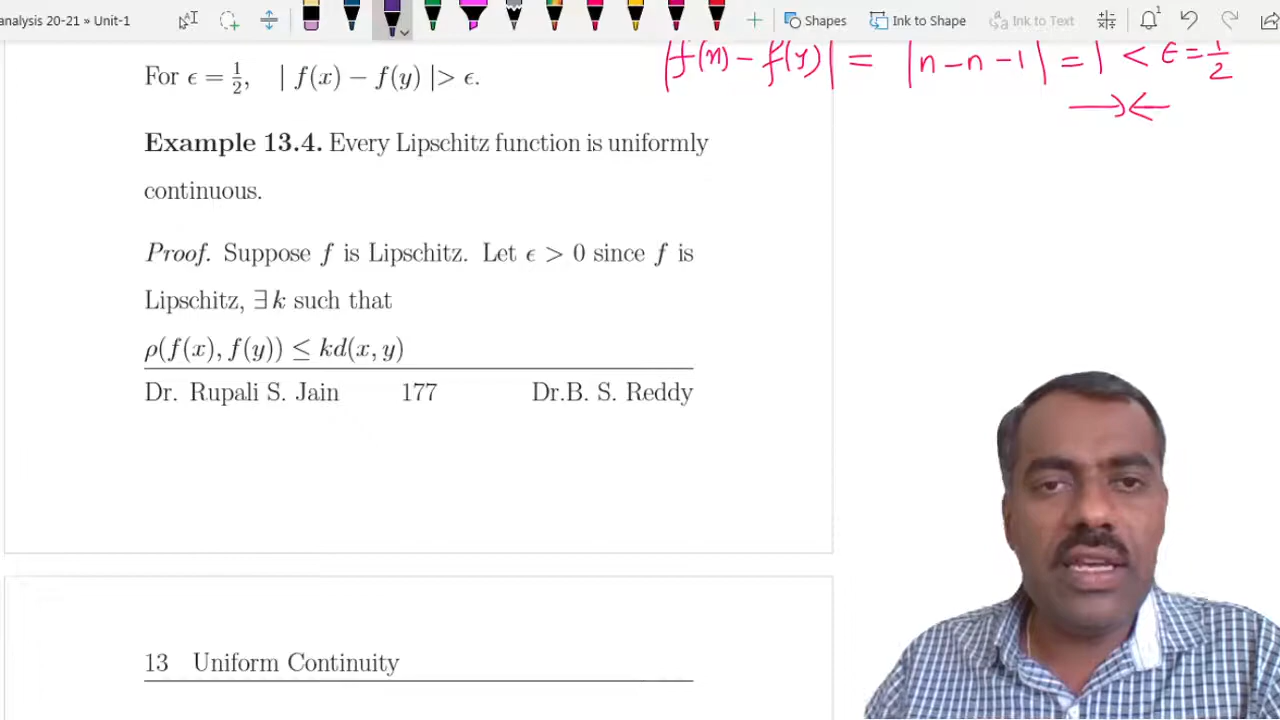 analysis 20-21 » Unit-1
Shapes
Ink to Shape
Ink to Text
|f(x) – f(y)| = |n – n – 1| = 1 < ε = 1/2
For ϵ = 1/2, | f(x) − f(y) |> ϵ.
Example 13.4. Every Lipschitz function is uniformly
continuous.
Proof. Suppose f is Lipschitz. Let ϵ > 0 since f is
Lipschitz, ∃ k such that
ρ(f(x), f(y)) ≤ kd(x, y)
Dr. Rupali S. Jain 177 Dr.B. S. Reddy
13 Uniform Continuity